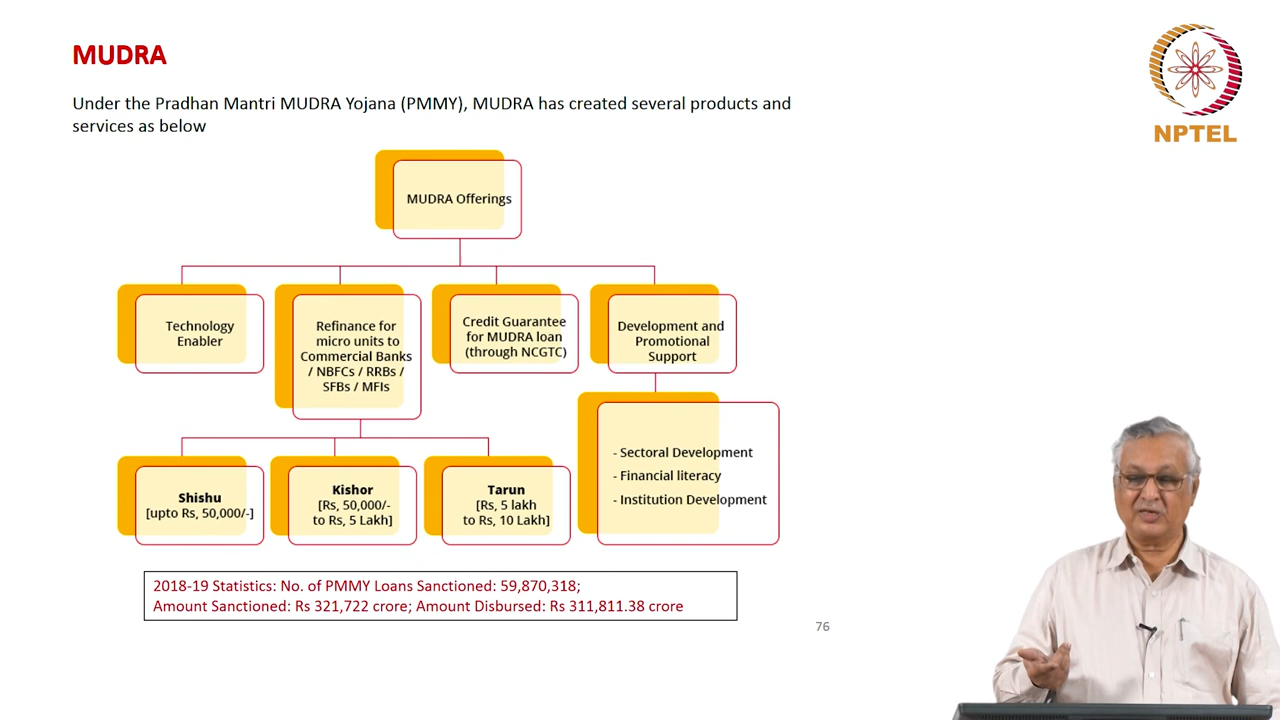 MUDRA
NPTEL
Under the Pradhan Mantri MUDRA Yojana (PMMY), MUDRA has created several products and
services as below
MUDRA Offerings
Technology
Enabler
Refinance for
micro units to
Commercial Banks
/ NBFCs / RRBs /
SFBs / MFIs
Credit Guarantee
for MUDRA loan
(through NCGTC)
Development and
Promotional
Support
Shishu
[upto Rs, 50,000/-]
Kishor
[Rs, 50,000/-
to Rs, 5 Lakh]
Tarun
[Rs, 5 lakh
to Rs, 10 Lakh]
- Sectoral Development
- Financial literacy
- Institution Development
2018-19 Statistics: No. of PMMY Loans Sanctioned: 59,870,318;
Amount Sanctioned: Rs 321,722 crore; Amount Disbursed: Rs 311,811.38 crore
76